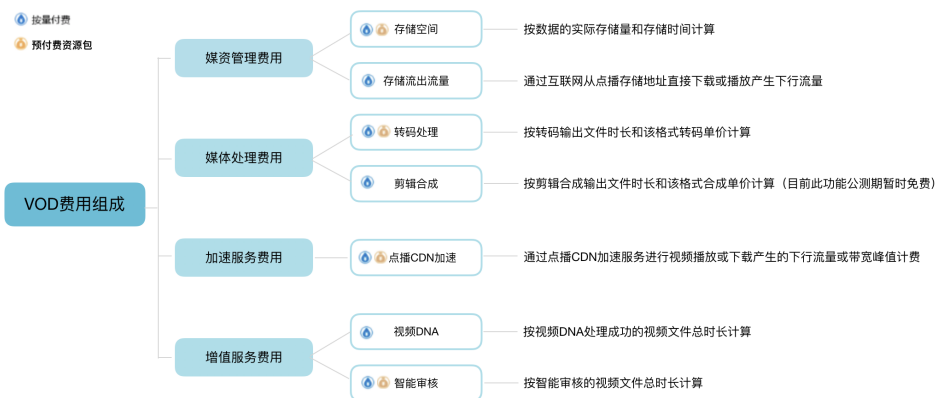 按量付费
预付费资源包
VOD费用组成
媒资管理费用
存储空间
按数据的实际存储量和存储时间计算
存储流出流量
通过互联网从点播存储地址直接下载或播放产生下行流量
媒体处理费用
转码处理
按转码输出文件时长和该格式转码单价计算
剪辑合成
按剪辑合成输出文件时长和该格式合成单价计算（目前此功能公测期暂时免费）
加速服务费用
点播CDN加速
通过点播CDN加速服务进行视频播放或下载产生的下行流量或带宽峰值计费
增值服务费用
视频DNA
按视频DNA处理成功的视频文件总时长计算
智能审核
按智能审核的视频文件总时长计算